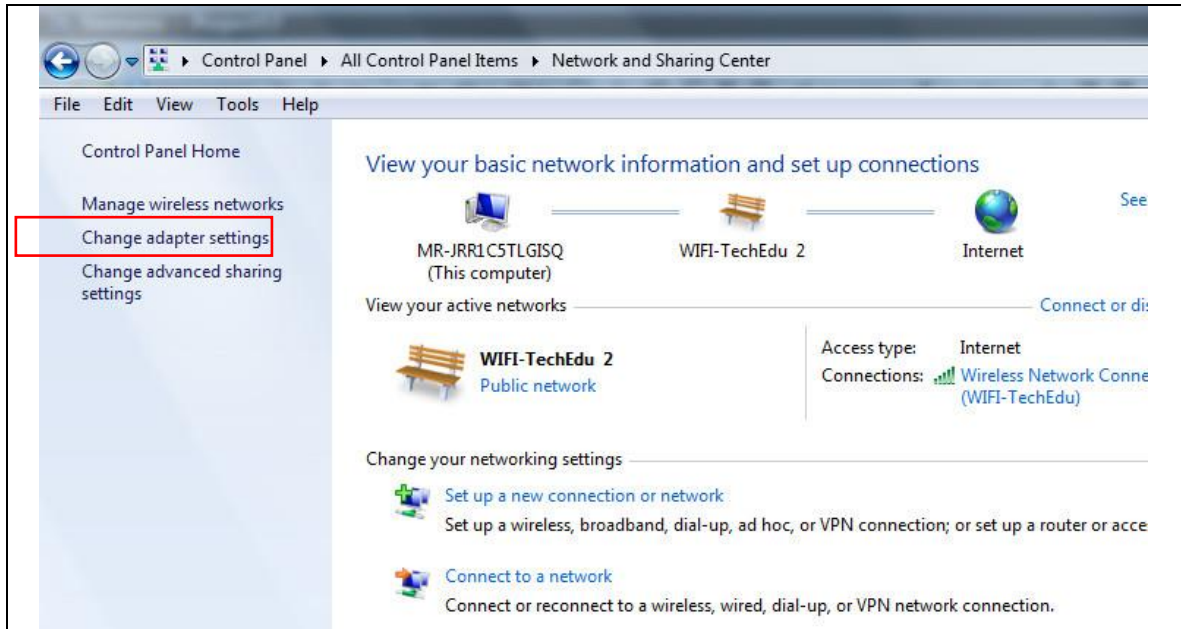 Control Panel ▸ All Control Panel Items ▸ Network and Sharing Center
File Edit View Tools Help
Control Panel Home
Manage wireless networks
Change adapter settings
Change advanced sharing
settings
View your basic network information and set up connections
See
MR-JRR1C5TLGISQ
(This computer)
WIFI-TechEdu 2
Internet
View your active networks
Connect or
WIFI-TechEdu 2
Public network
Access type: Internet
Connections: Wireless Network
(WIFI-TechEdu)
Change your networking settings
Set up a new connection or network
Set up a wireless, broadband, dial-up, ad hoc, or VPN connection; or set up a router or
Connect to a network
Connect or reconnect to a wireless, wired, dial-up, or VPN network connection.